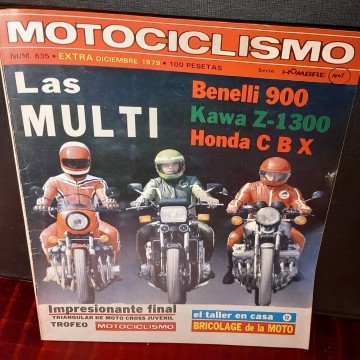 MOTOCICLISMO
NUM. 635 • EXTRA DICIEMBRE 1979 • 100 PESETAS
Serie HOMBRE
Las
MULTI
Benelli 900
Kawa Z-1300
Honda C B X
Impresionante final
TRIANGULAR DE MOTO CROSS JUVENIL
TROFEO MOTOCICLISMO
el taller en casa
BRICOLAGE de la MOTO